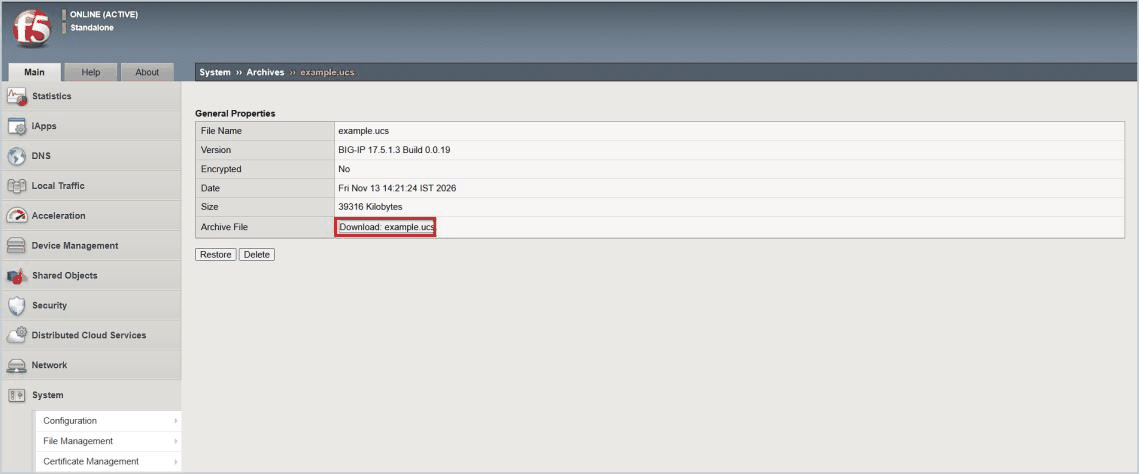 f5
ONLINE (ACTIVE)
Standalone
Main Help About
System ›› Archives ›› example.ucs
Statistics
iApps
DNS
Local Traffic
Acceleration
Device Management
Shared Objects
Security
Distributed Cloud Services
Network
System
Configuration
File Management
Certificate Management
General Properties
File Name example.ucs
Version BIG-IP 17.5.1.3 Build 0.0.19
Encrypted No
Date Fri Nov 13 14:21:24 IST 2026
Size 39316 Kilobytes
Archive File Download: example.ucs
Restore Delete